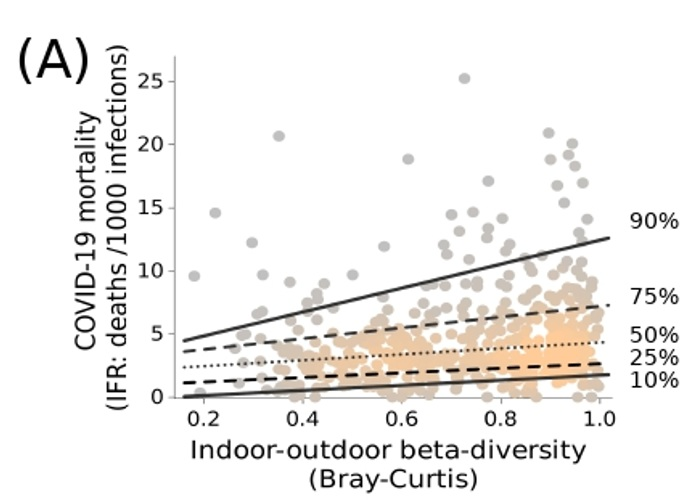 (A)
COVID-19 mortality
(IFR: deaths /1000 infections)
25
20
15
10
5
0
90%
75%
50%
25%
10%
0.2 0.4 0.6 0.8 1.0
Indoor-outdoor beta-diversity
(Bray-Curtis)